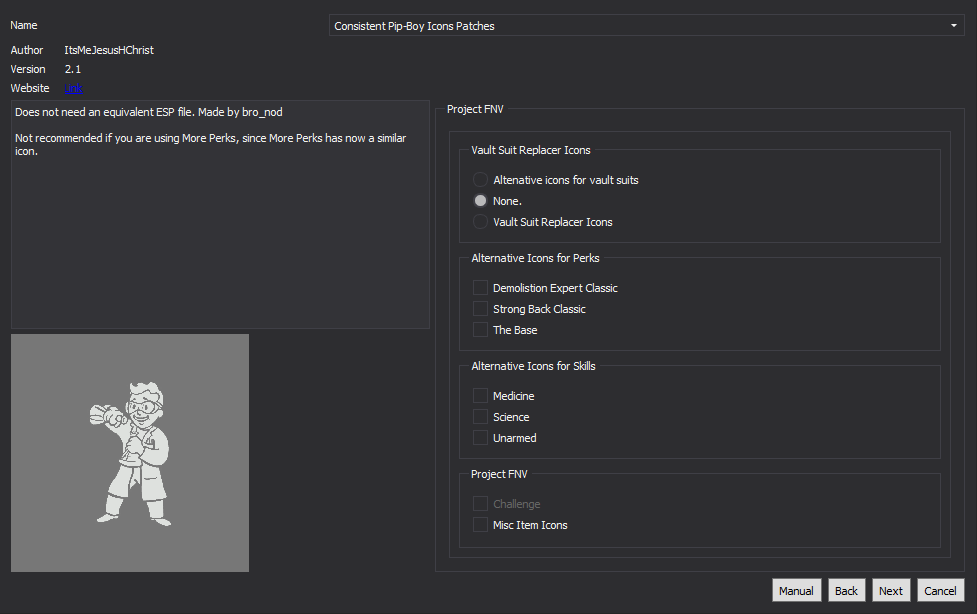 Name
Consistent Pip-Boy Icons Patches
Author ItsMeJesusHChrist
Version 2.1
Website Link
Does not need an equivalent ESP file. Made by bro_nod
Not recommended if you are using More Perks, since More Perks has now a similar
icon.
Project FNV
Vault Suit Replacer Icons
Altenative icons for vault suits
None.
Vault Suit Replacer Icons
Alternative Icons for Perks
Demolistion Expert Classic
Strong Back Classic
The Base
Alternative Icons for Skills
Medicine
Science
Unarmed
Project FNV
Challenge
Misc Item Icons
Manual
Back
Next
Cancel